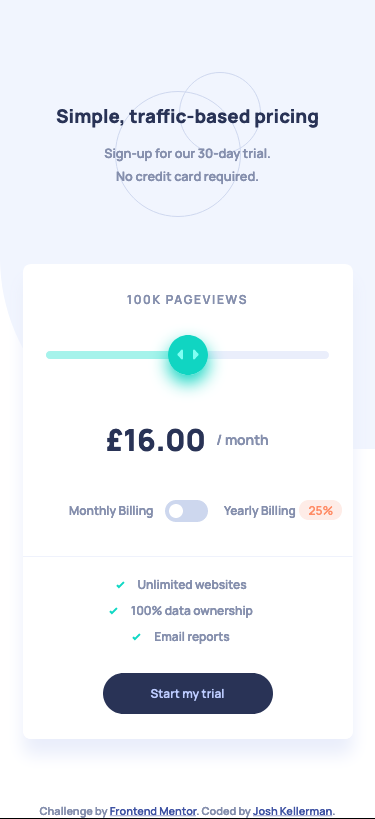 Simple, traffic-based pricing
Sign-up for our 30-day trial.
No credit card required.
100K PAGEVIEWS
£16.00 / month
Monthly Billing Yearly Billing 25%
Unlimited websites
100% data ownership
Email reports
Start my trial
Challenge by Frontend Mentor. Coded by Josh Kellerman.